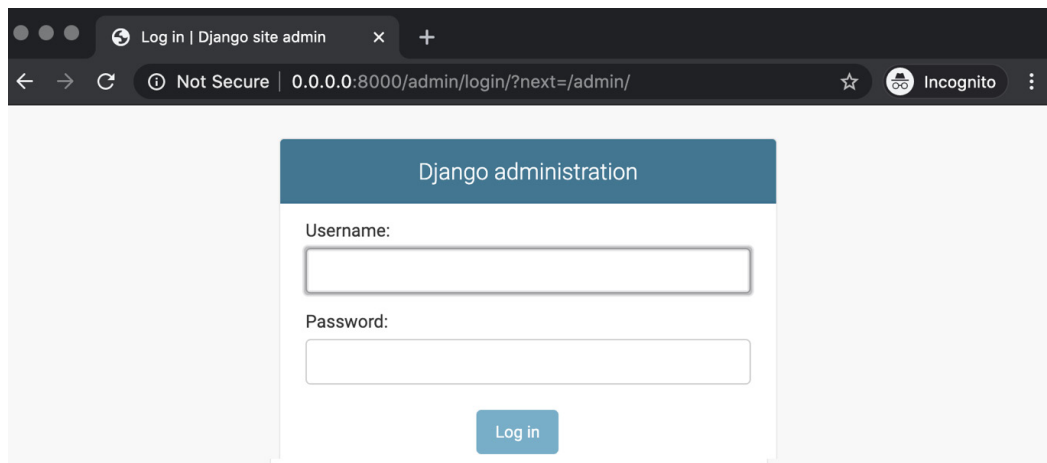 Log in | Django site admin
Not Secure | 0.0.0.0:8000/admin/login/?next=/admin/
Incognito
Django administration
Username:
Password:
Log in